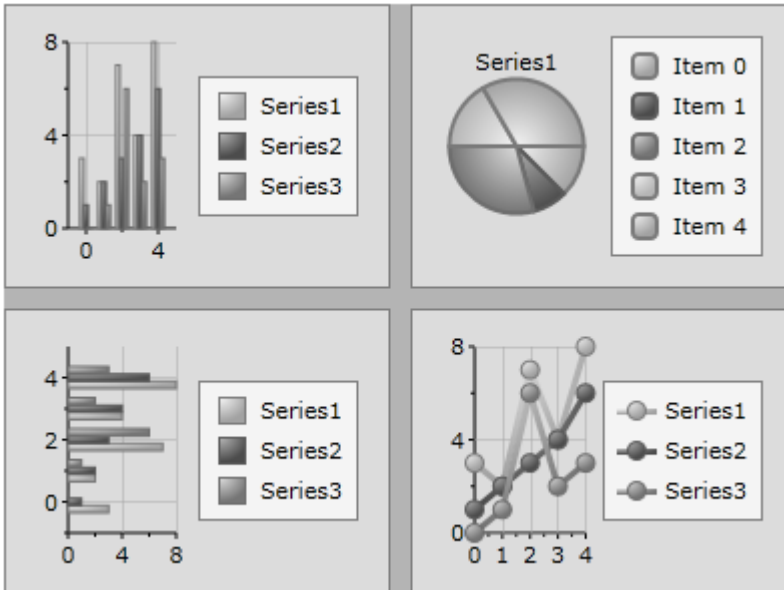 8
4
0
0 4
Series1
Series2
Series3
Series1
Item 0
Item 1
Item 2
Item 3
Item 4
4
2
0
0 4 8
Series1
Series2
Series3
8
4
0
0 1 2 3 4
Series1
Series2
Series3